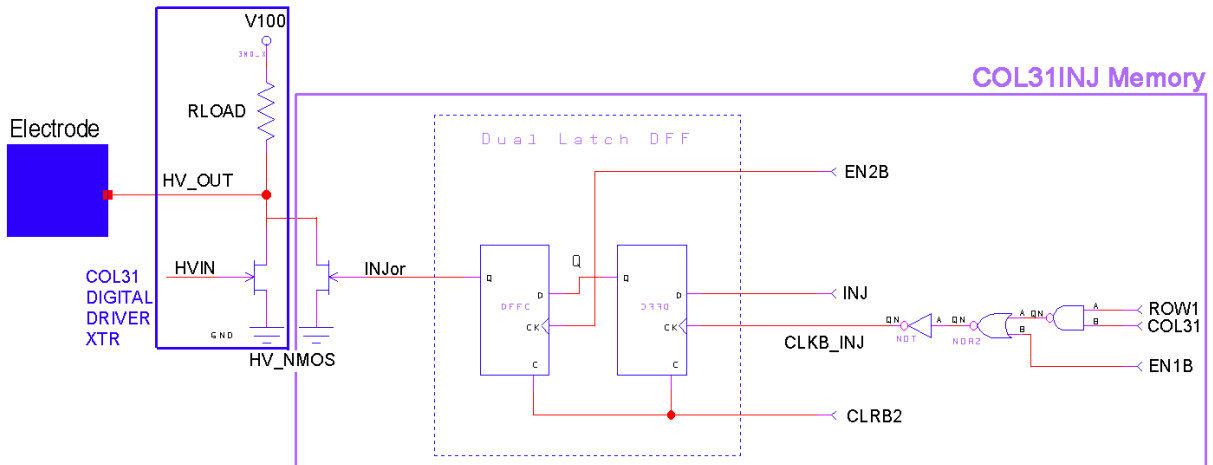 V100
COL31INJ Memory
RLOAD
Electrode
Dual Latch DFF
EN2B
HV_OUT
HVIN
INJor
Q
Q
Q
D
D
INJ
DFFC
DFFC
CK
CK
QN
A
QN
A
B
QN
A
B
ROW1
COL31
NOT
NOR2
CLKB_INJ
EN1B
COL31
DIGITAL
DRIVER
XTR
GND
HV_NMOS
C
C
CLRB2